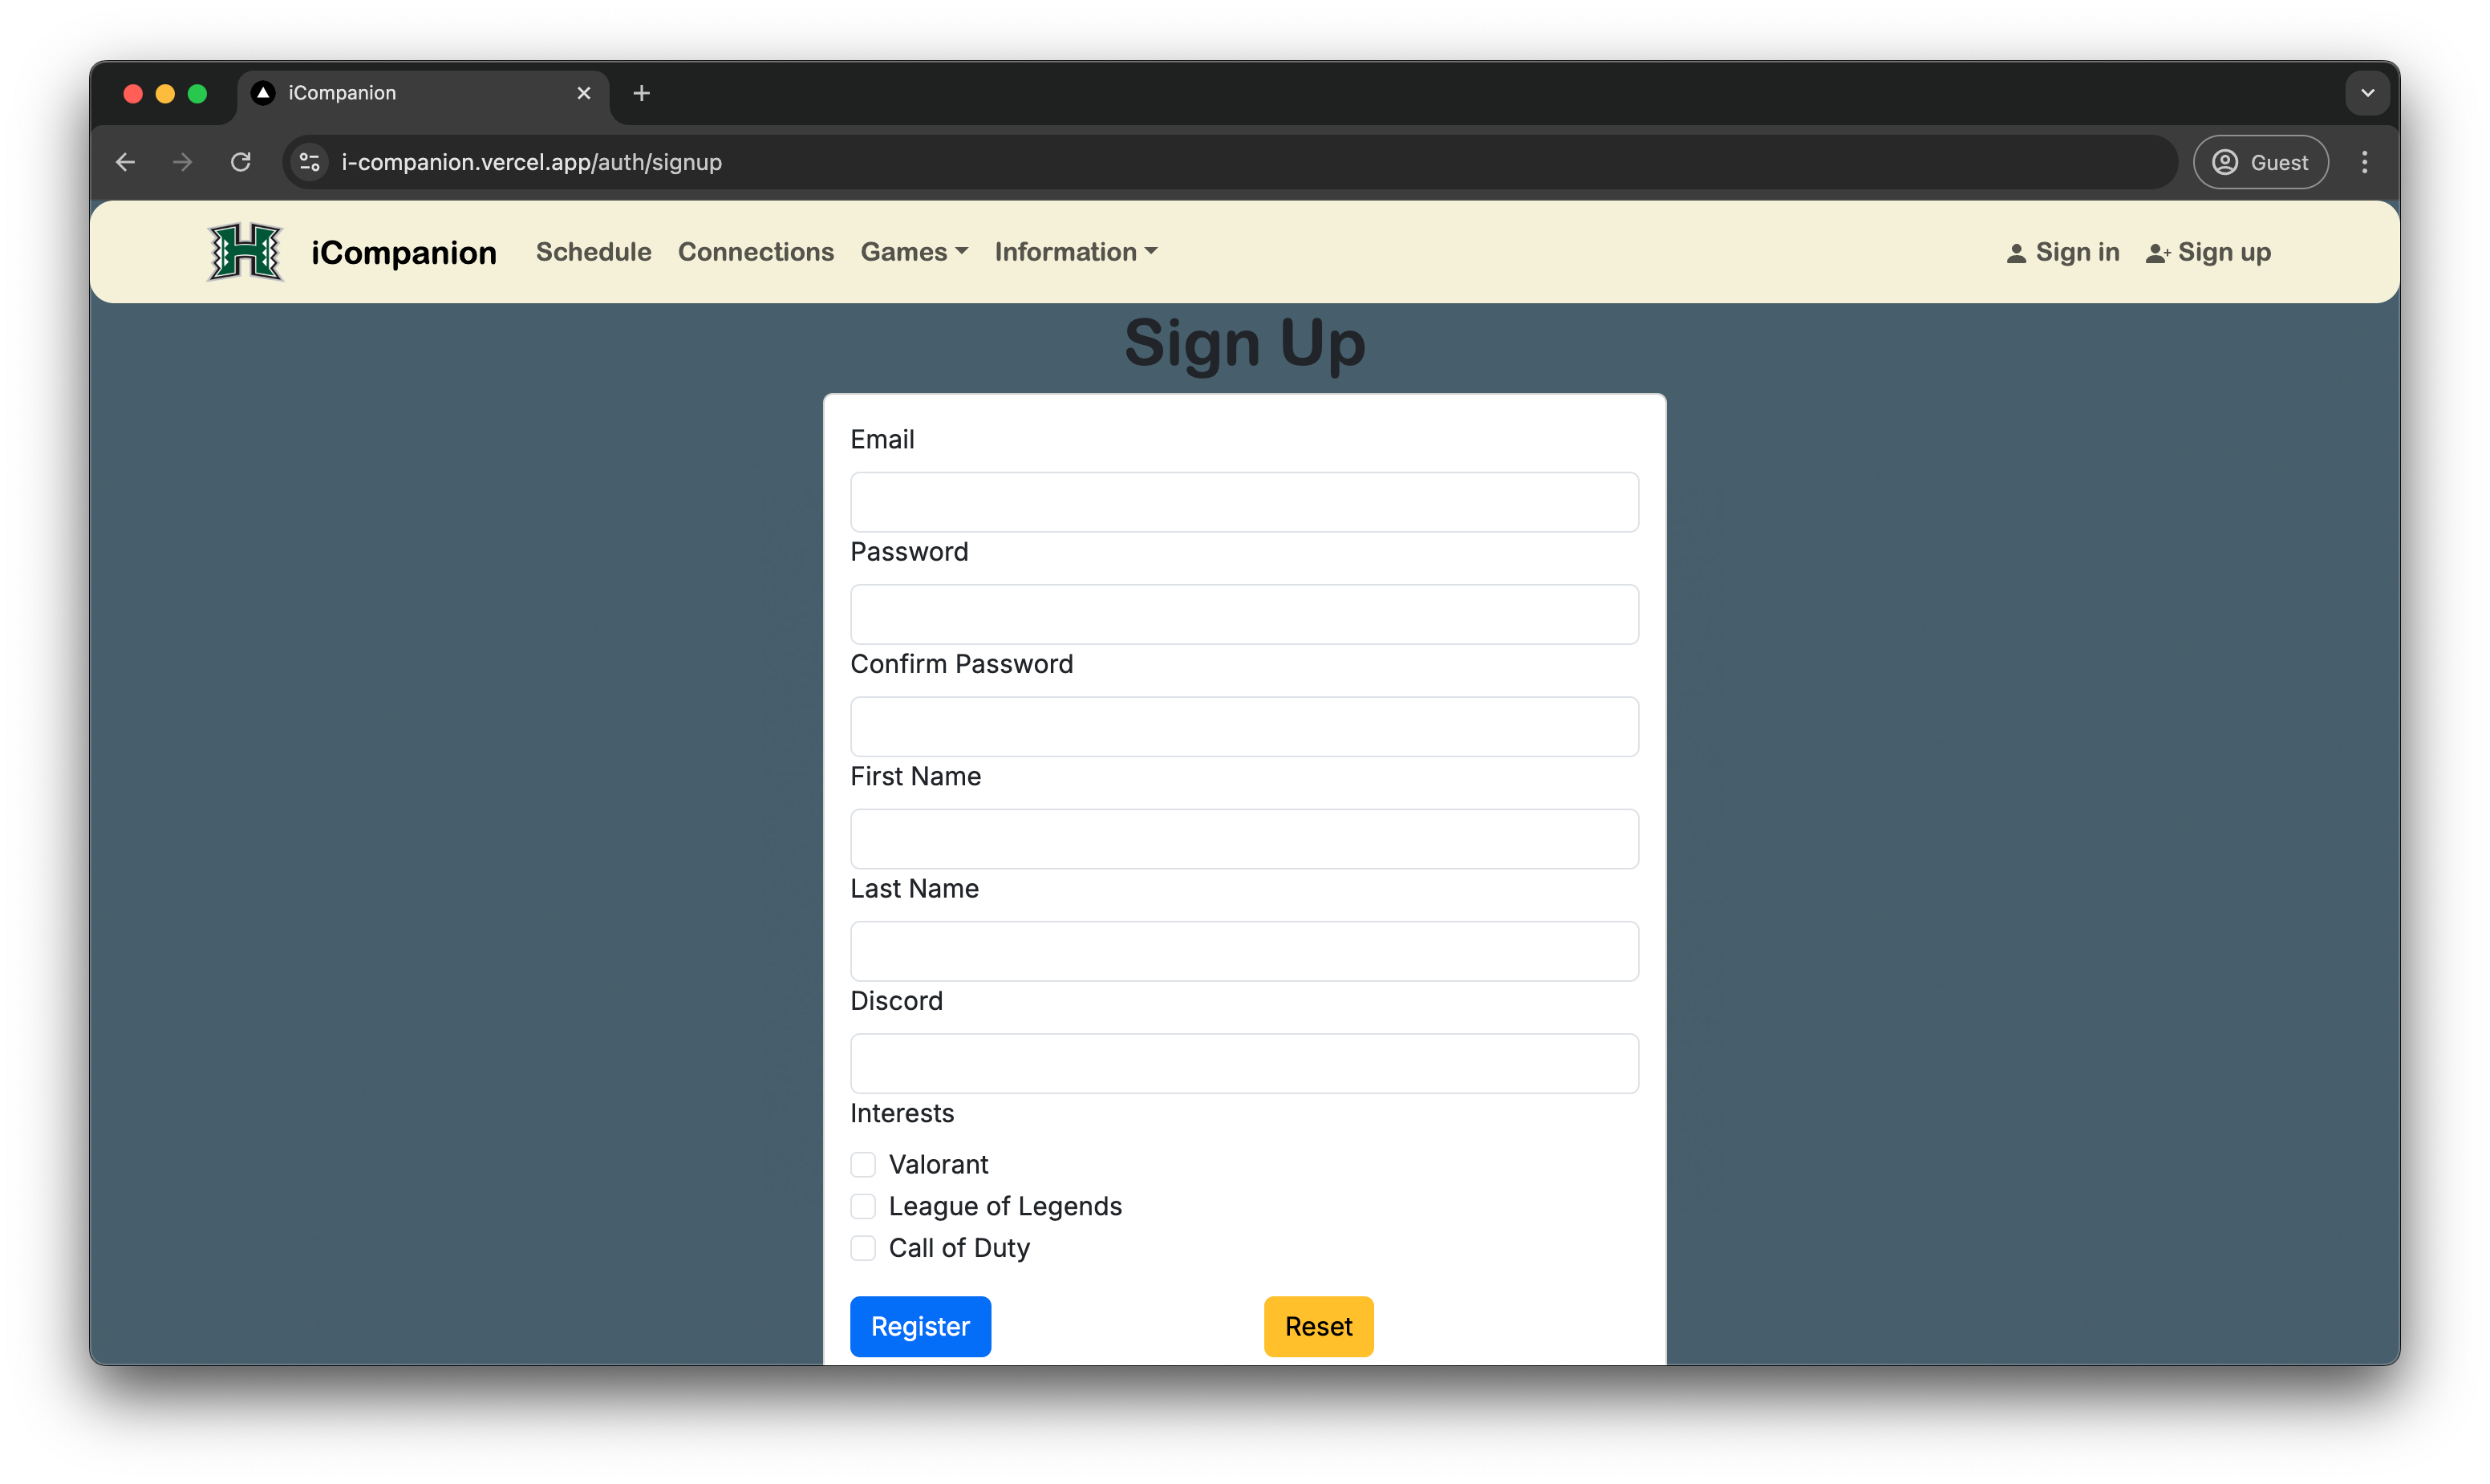 iCompanion
i-companion.vercel.app/auth/signup
Guest
H
iCompanion Schedule Connections Games Information Sign in Sign up
Sign Up
Email
Password
Confirm Password
First Name
Last Name
Discord
Interests
Valorant
League of Legends
Call of Duty
Register Reset